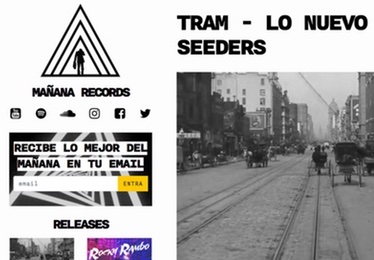 MAÑANA RECORDS
RECIBE LO MEJOR DEL
MAÑANA EN TU EMAIL
email
ENTRA
RELEASES
Rocky Rambo
TRAM - LO NUEVO
SEEDERS